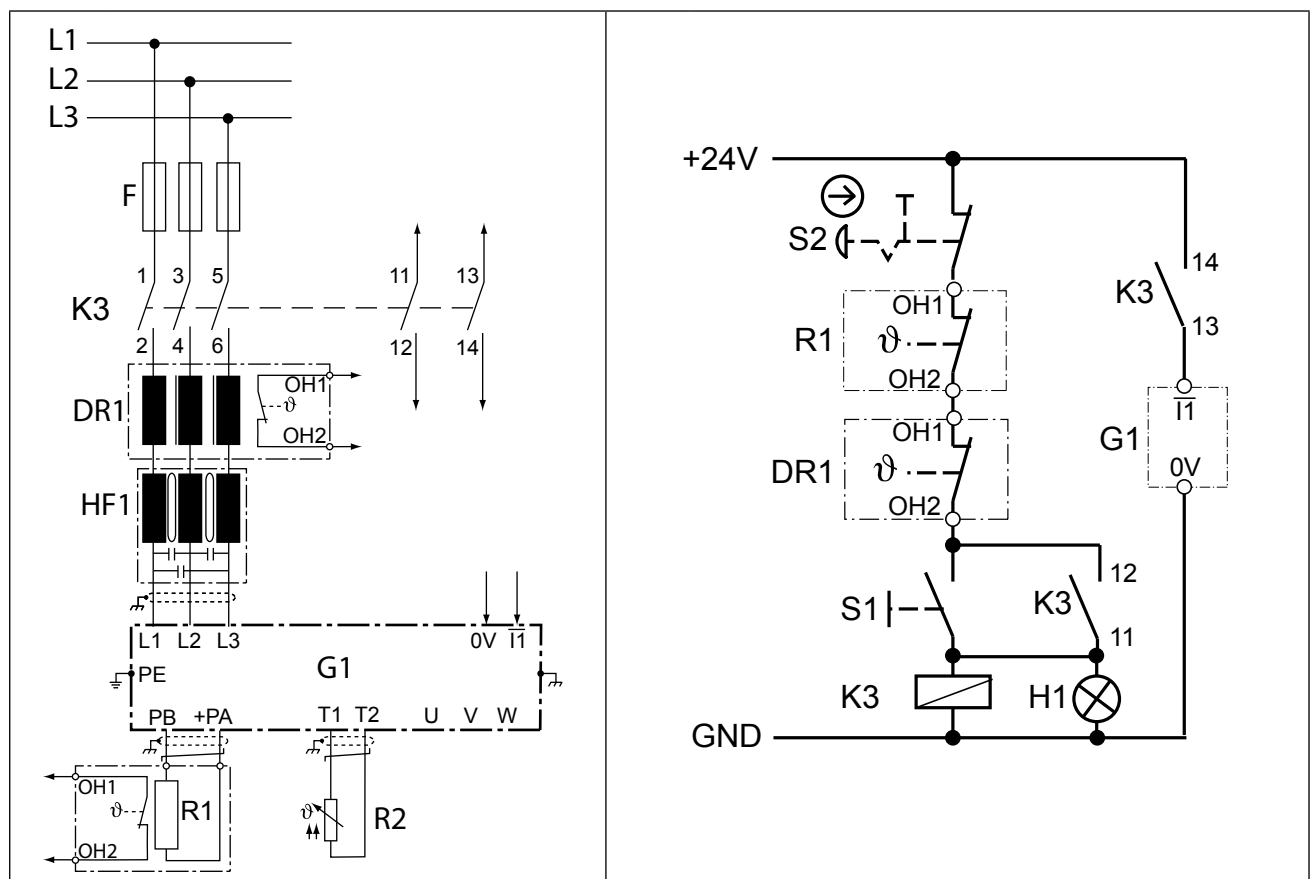 L1
L2
L3
F
1 3 5 11 13
K3
2 4 6 12 14
DR1
OH1
ϑ
OH2
HF1
L1 L2 L3 0V I1
G1
PE
PB +PA T1 T2 U V W
OH1
ϑ
R1
OH2
ϑ
R2
+24V
S2
OH1
R1
ϑ
OH2
OH1
DR1
ϑ
OH2
S1
K3
12
11
K3
H1
GND
K3
14
13
I1
G1
0V